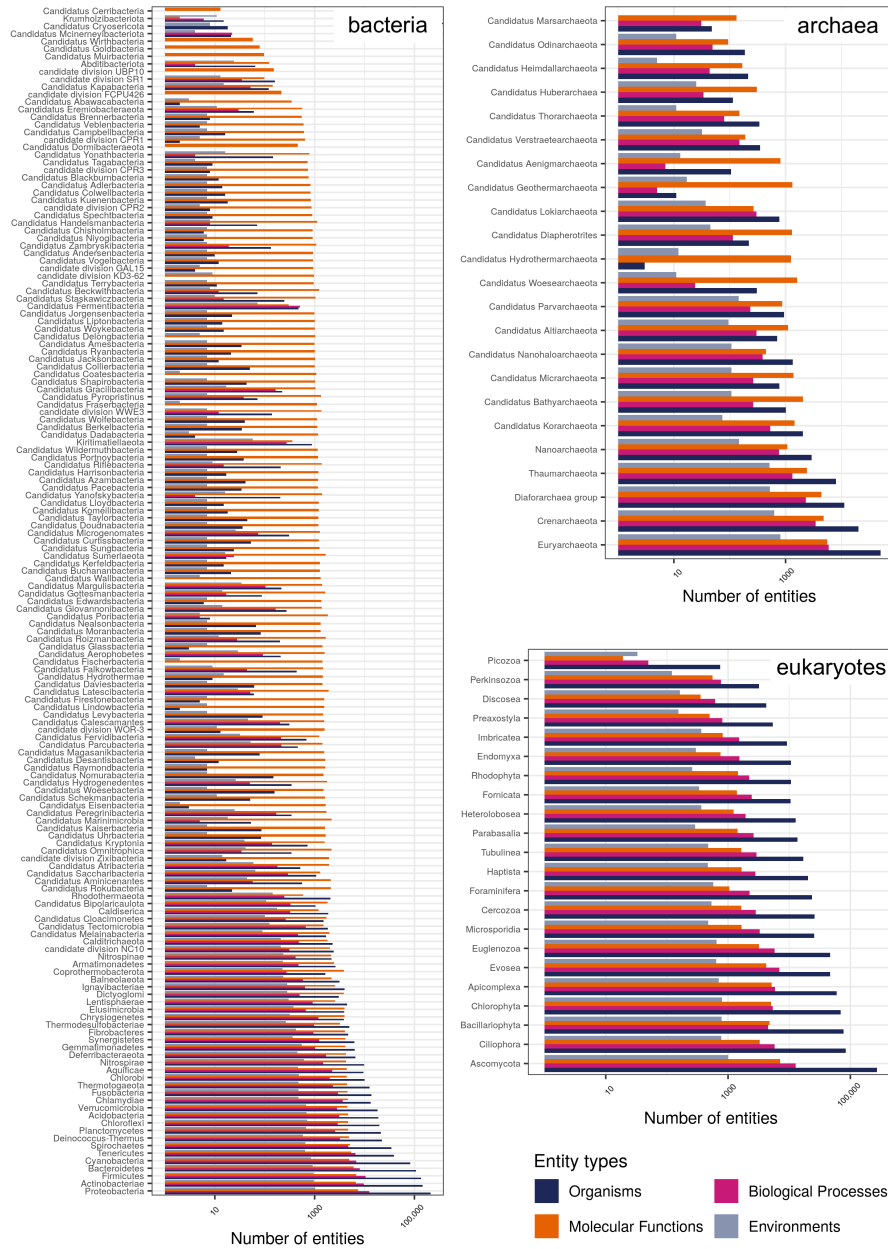 bacteria
Candidatus Cerribacteria
Krumholzibacteriota
Candidatus Cryosericota
Candidatus Mcinerneyibacteriota
Candidatus Wirthbacteria
Candidatus Goldbacteria
Candidatus Muirbacteria
Abditibacteriota
candidate division UBP10
candidate division SR1
Candidatus Kapabacteria
candidate division FCPU426
Candidatus Abawacabacteria
Candidatus Eremiobacteraeota
Candidatus Brennerbacteria
Candidatus Veblenbacteria
Candidatus Campbellbacteria
candidate division CPR1
Candidatus Dormibacteraeota
Candidatus Yonathbacteria
Candidatus Tagabacteria
candidate division CPR3
Candidatus Blackburnbacteria
Candidatus Adlerbacteria
Candidatus Colwellbacteria
Candidatus Kuenenbacteria
candidate division CPR2
Candidatus Spechtbacteria
Candidatus Handelsmanbacteria
Candidatus Chisholmbacteria
Candidatus Niyogibacteria
Candidatus Zambryskibacteria
Candidatus Andersenbacteria
Candidatus Vogelbacteria
candidate division GAL15
candidate division KD3-62
Candidatus Terrybacteria
Candidatus Beckwithbacteria
Candidatus Staskawiczbacteria
Candidatus Fermentibacteria
Candidatus Jorgensenbacteria
Candidatus Liptonbacteria
Candidatus Woykebacteria
Candidatus Delongbacteria
Candidatus Amesbacteria
Candidatus Ryanbacteria
Candidatus Jacksonbacteria
Candidatus Collierbacteria
Candidatus Coatesbacteria
Candidatus Shapirobacteria
Candidatus Gracilibacteria
Candidatus Pyropristinus
Candidatus Fraserbacteria
candidate division WWE3
Candidatus Wolfebacteria
Candidatus Berkelbacteria
Candidatus Dadabacteria
Kiritimatiellaeota
Candidatus Wildermuthbacteria
Candidatus Portnoybacteria
Candidatus Riflebacteria
Candidatus Harrisonbacteria
Candidatus Azambacteria
Candidatus Pacebacteria
Candidatus Yanofskybacteria
Candidatus Lloydbacteria
Candidatus Komeilibacteria
Candidatus Taylorbacteria
Candidatus Doudnabacteria
Candidatus Microgenomates
Candidatus Curtissbacteria
Candidatus Sungbacteria
Candidatus Sumerlaeota
Candidatus Kerfeldbacteria
Candidatus Buchananbacteria
Candidatus Wallbacteria
Candidatus Margulisbacteria
Candidatus Gottesmanbacteria
Candidatus Edwardsbacteria
Candidatus Giovannonibacteria
Candidatus Poribacteria
Candidatus Nealsonbacteria
Candidatus Moranbacteria
Candidatus Roizmanbacteria
Candidatus Glassbacteria
Candidatus Aerophobetes
Candidatus Fischerbacteria
Candidatus Falkowbacteria
Candidatus Hydrothermae
Candidatus Daviesbacteria
Candidatus Latescibacteria
Candidatus Firestonebacteria
Candidatus Lindowbacteria
Candidatus Levybacteria
Candidatus Calescamantes
candidate division WOR-3
Candidatus Fervidibacteria
Candidatus Parcubacteria
Candidatus Magasanikbacteria
Candidatus Desantisbacteria
Candidatus Raymondbacteria
Candidatus Nomurabacteria
Candidatus Hydrogenedentes
Candidatus Woesebacteria
Candidatus Schekmanbacteria
Candidatus Eisenbacteria
Candidatus Peregrinibacteria
Candidatus Marinimicrobia
Candidatus Kaiserbacteria
Candidatus Uhrbacteria
Candidatus Kryptonia
Candidatus Omnitrophica
candidate division Zixibacteria
Candidatus Atribacteria
Candidatus Saccharibacteria
Candidatus Aminicenantes
Candidatus Rokubacteria
Rhodothermaeota
Candidatus Bipolaricaulota
Caldiserica
Candidatus Cloacimonetes
Candidatus Tectomicrobia
Candidatus Melainabacteria
Calditrichaeota
candidate division NC10
Nitrospinae
Armatimonadetes
Coprothermobacterota
Balneolaeota
Ignavibacteriae
Dictyoglomi
Lentisphaerae
Elusimicrobia
Chrysiogenetes
Thermodesulfobacteriae
Fibrobacteres
Synergistetes
Gemmatimonadetes
Deferribacteraeota
Nitrospirae
Aquificae
Chlorobi
Thermotogaeota
Fusobacteria
Chlamydiae
Verrucomicrobia
Acidobacteria
Chloroflexi
Planctomycetes
Deinococcus-Thermus
Spirochaetes
Tenericutes
Cyanobacteria
Bacteroidetes
Firmicutes
Actinobacteriae
Proteobacteria
10
1000
100.000
Number of entities
archaea
Candidatus Marsarchaeota
Candidatus Odinarchaeota
Candidatus Heimdallarchaeota
Candidatus Huberarchaea
Candidatus Thorarchaeota
Candidatus Verstraetearchaeota
Candidatus Aenigmarchaeota
Candidatus Geothermarchaeota
Candidatus Lokiarchaeota
Candidatus Diapherotrites
Candidatus Hydrothermarchaeota
Candidatus Woesearchaeota
Candidatus Parvarchaeota
Candidatus Altiarchaeota
Candidatus Nanohaloarchaeota
Candidatus Micrarchaeota
Candidatus Bathyarchaeota
Candidatus Korarchaeota
Nanoarchaeota
Thaumarchaeota
Diaforarchaea group
Crenarchaeota
Euryarchaeota
10
1000
Number of entities
eukaryotes
Picozoa
Perkinsozoa
Discosea
Preaxostyla
Imbricatea
Endomyxa
Rhodophyta
Fornicata
Heterolobosea
Parabasalia
Tubulinea
Haptista
Foraminifera
Cercozoa
Microsporidia
Euglenozoa
Evosea
Apicomplexa
Chlorophyta
Bacillariophyta
Ciliophora
Ascomycota
10
1000
100.000
Number of entities
Entity types
Organisms
Biological Processes
Molecular Functions
Environments